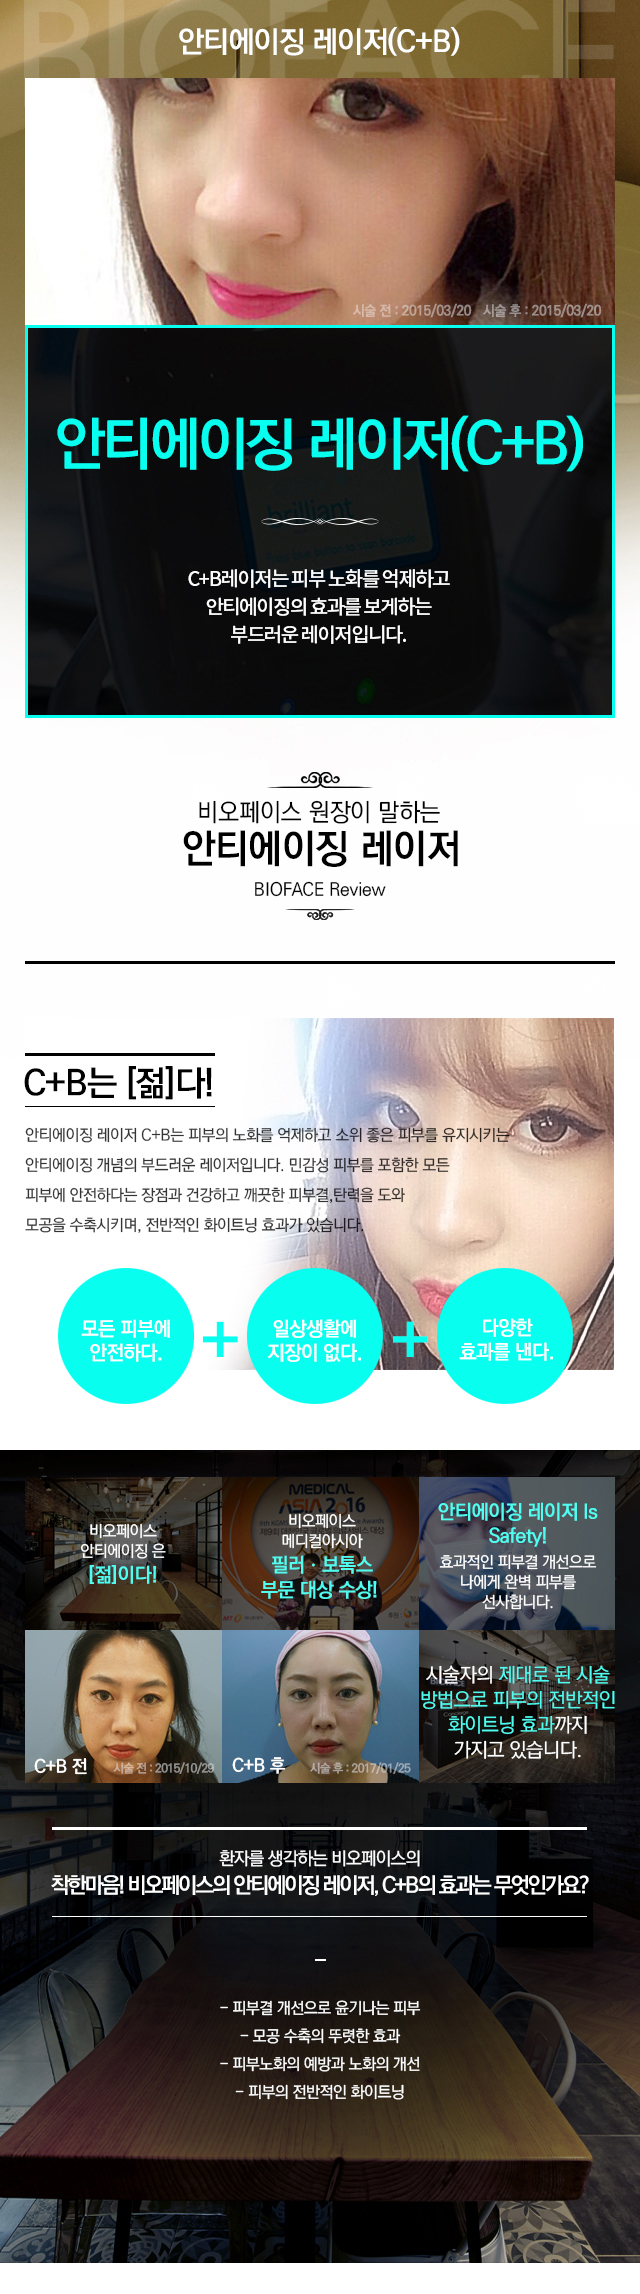 BIOFACE
안티에이징 레이저(C+B)
시술 전 : 2015/03/20 시술 후 : 2015/03/20
안티에이징 레이저(C+B)
brilliant
C+B레이저는 피부 노화를 억제하고
안티에이징의 효과를 보게하는
부드러운 레이저입니다.
비오페이스 원장이 말하는
안티에이징 레이저
BIOFACE Review
C+B는 [젊]다!
안티에이징 레이저 C+B는 피부의 노화를 억제하고 소위 좋은 피부를 유지시키는
안티에이징 개념의 부드러운 레이저입니다. 민감성 피부를 포함한 모든
피부에 안전하다는 장점과 건강하고 깨끗한 피부결,탄력을 도와
모공을 수축시키며, 전반적인 화이트닝 효과가 있습니다.
모든 피부에
안전하다.
+
일상생활에
지장이 없다.
+
다양한
효과를 낸다.
비오페이스
안티에이징 은
[젊]이다!
MEDICAL
ASIA 2016
비오페이스
메디컬아시아
필러 · 보톡스
부문 대상 수상!
안티에이징 레이저 Is
Safety!
효과적인 피부결 개선으로
나에게 완벽 피부를
선사합니다.
C+B 전 시술 전 : 2015/10/29
C+B 후 시술 후 : 2017/01/25
시술자의 제대로 된 시술
방법으로 피부의 전반적인
화이트닝 효과까지
가지고 있습니다.
환자를 생각하는 비오페이스의
착한마음! 비오페이스의 안티에이징 레이저, C+B의 효과는 무엇인가요?
- 피부결 개선으로 윤기나는 피부
- 모공 수축의 뚜렷한 효과
- 피부노화의 예방과 노화의 개선
- 피부의 전반적인 화이트닝